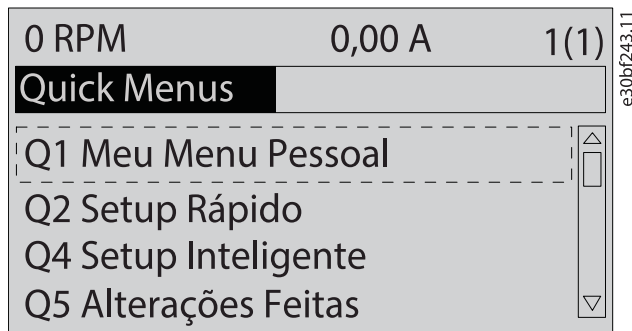 0 RPM 0,00 A 1(1)
Quick Menus
Q1 Meu Menu Pessoal
Q2 Setup Rápido
Q4 Setup Inteligente
Q5 Alterações Feitas
e30bf243.11